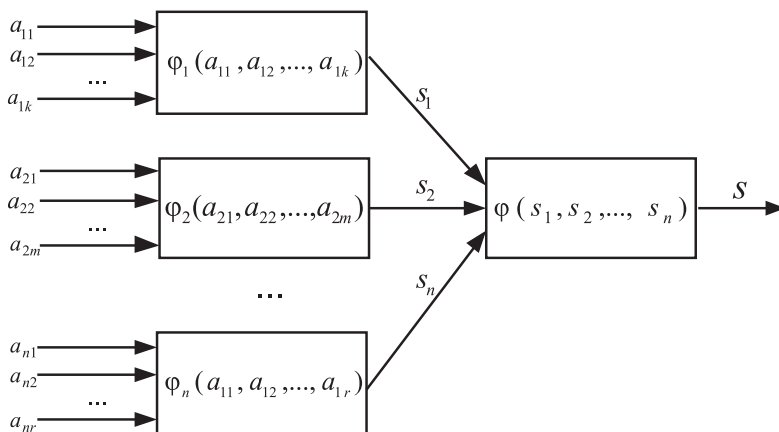 a11
a12
...
a1k
φ1(a11,a12,...,a1k)
s1
a21
a22
...
a2m
φ2(a21,a22,...,a2m)
s2
φ(s1,s2,...,sn)
s
...
sn
an1
an2
...
anr
φn(a11,a12,...,a1r)